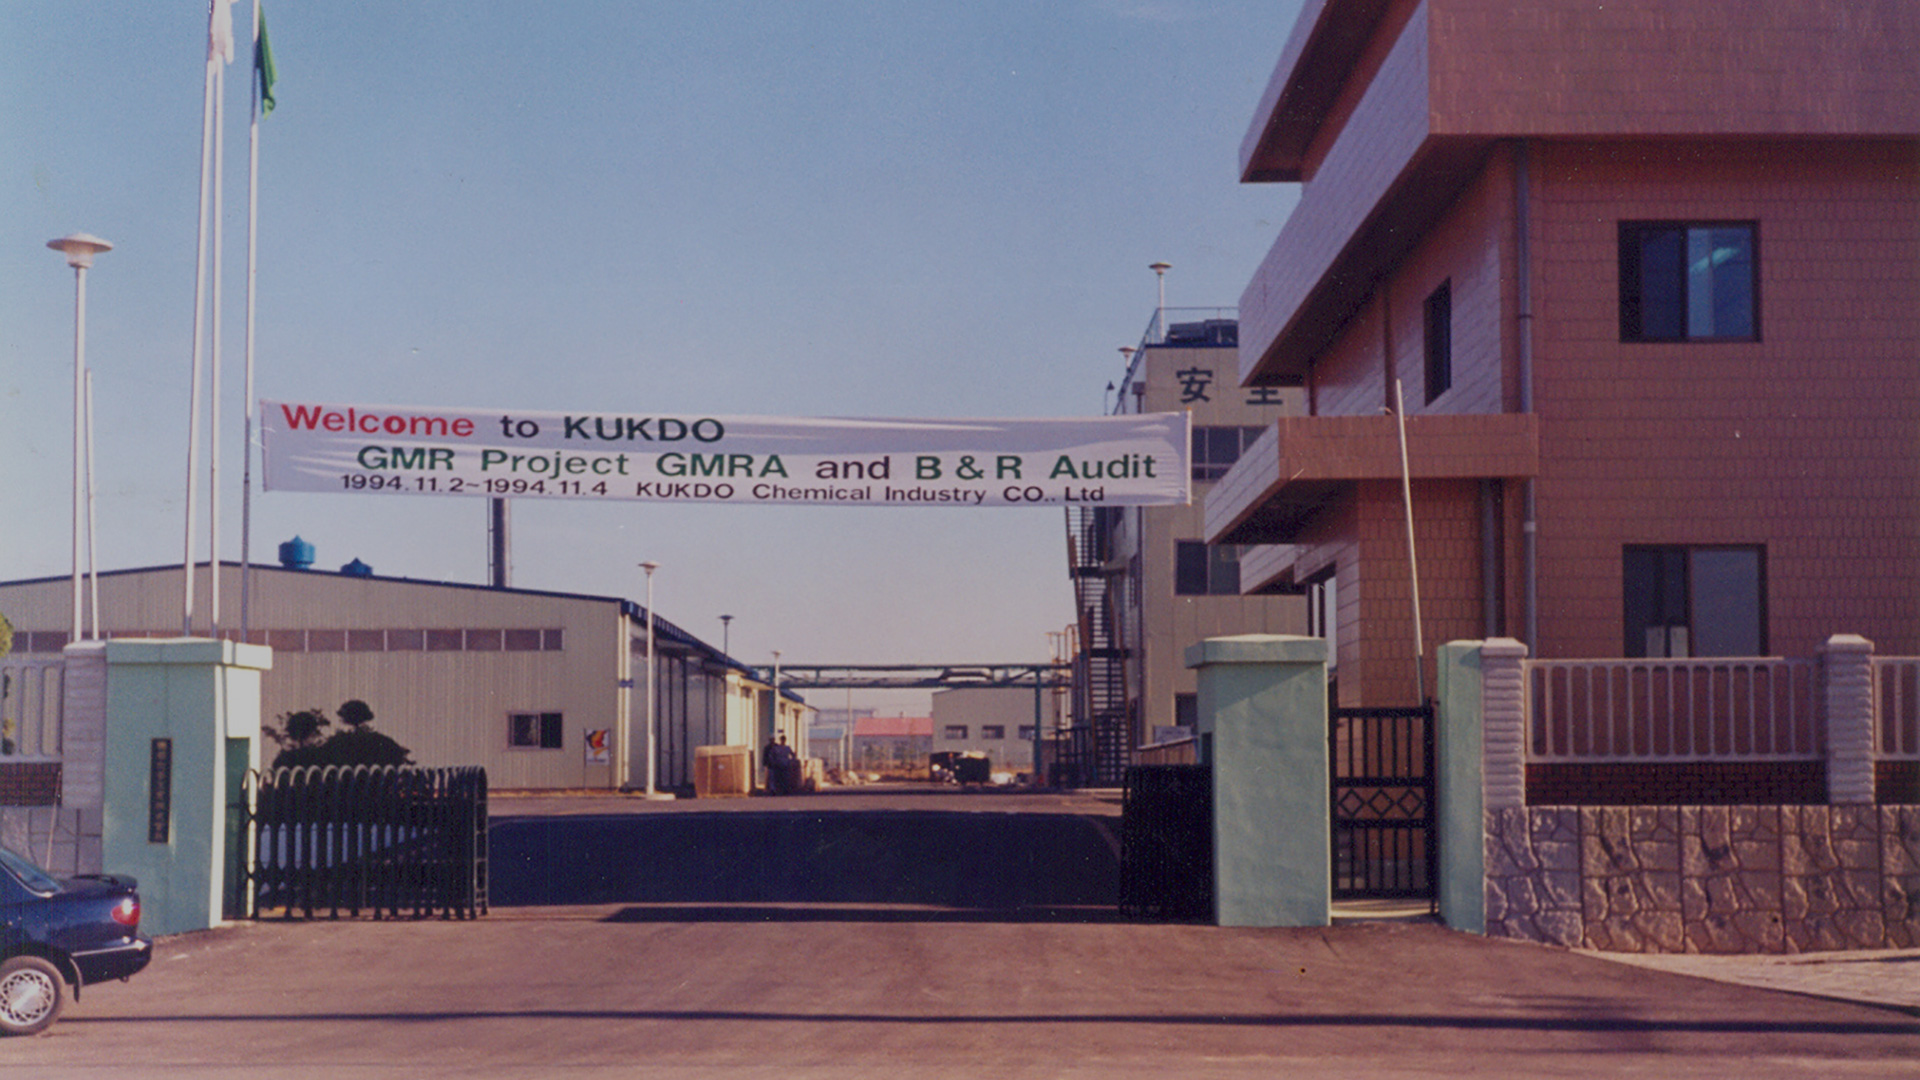 Welcome to KUKDO
GMR Project GMRA and B & R Audit
1994.11.2~1994.11.4 KUKDO Chemical Industry CO.. Ltd
安全